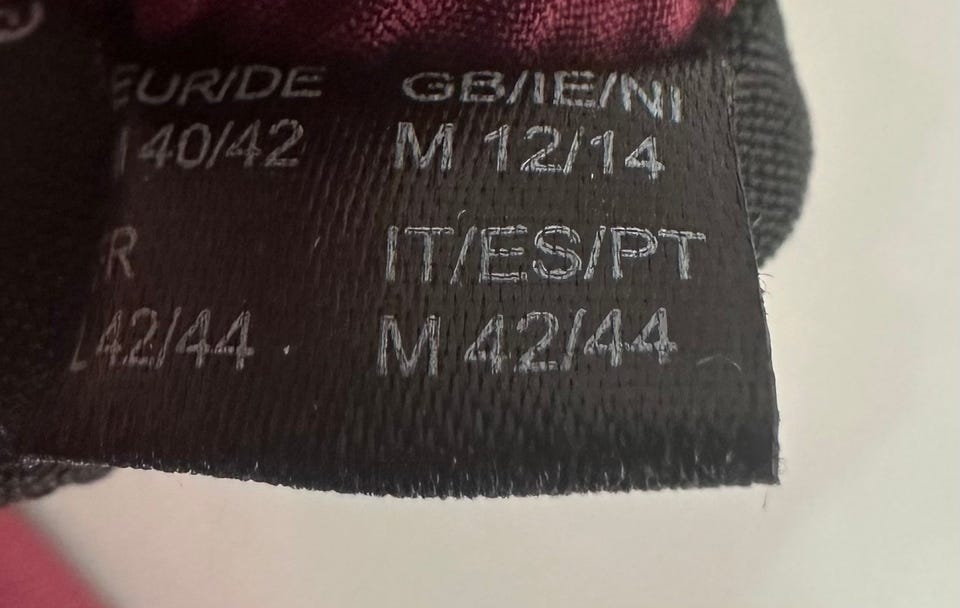 EUR/DE GB/IE/NI
40/42 M 12/14
R IT/ES/PT
42/44 M 42/44